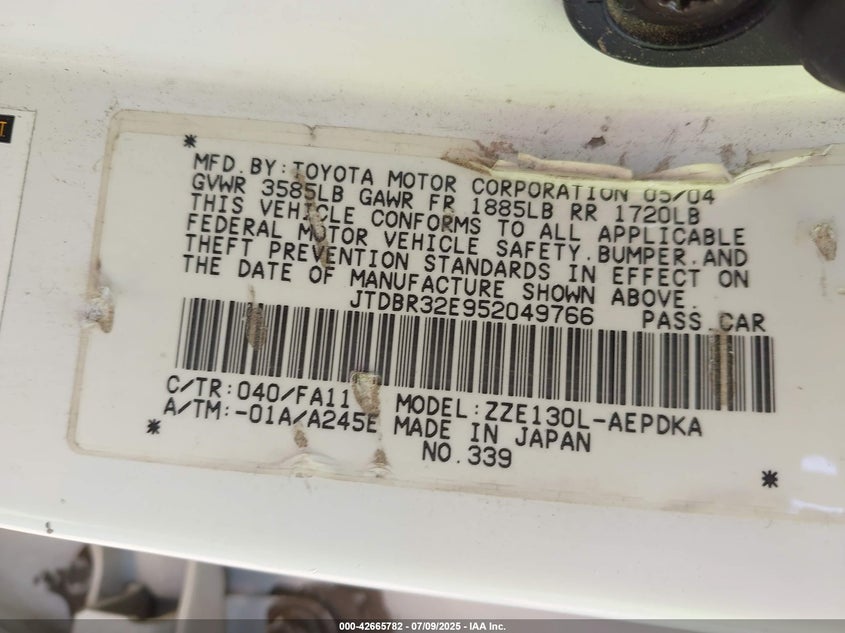 MFD.BY:TOYOTA MOTOR CORPORATION 05/04
GVWR 3585LB GAWR FR 1885LB RR 1720LB
THIS VEHICLE CONFORMS TO ALL APPLICABLE
FEDERAL MOTOR VEHICLE SAFETY.BUMPER.AND
THEFT PREVENTION STANDARDS IN EFFECT ON
THE DATE OF MANUFACTURE SHOWN ABOVE.
JTDBR32E952049766 PASS.CAR
C/TR:040/FA11 MODEL:ZZE130L-AEPDKA
A/TM:-01A/A245E MADE IN JAPAN
NO.339
000-42665782 - 07/09/2025 - IAA Inc.